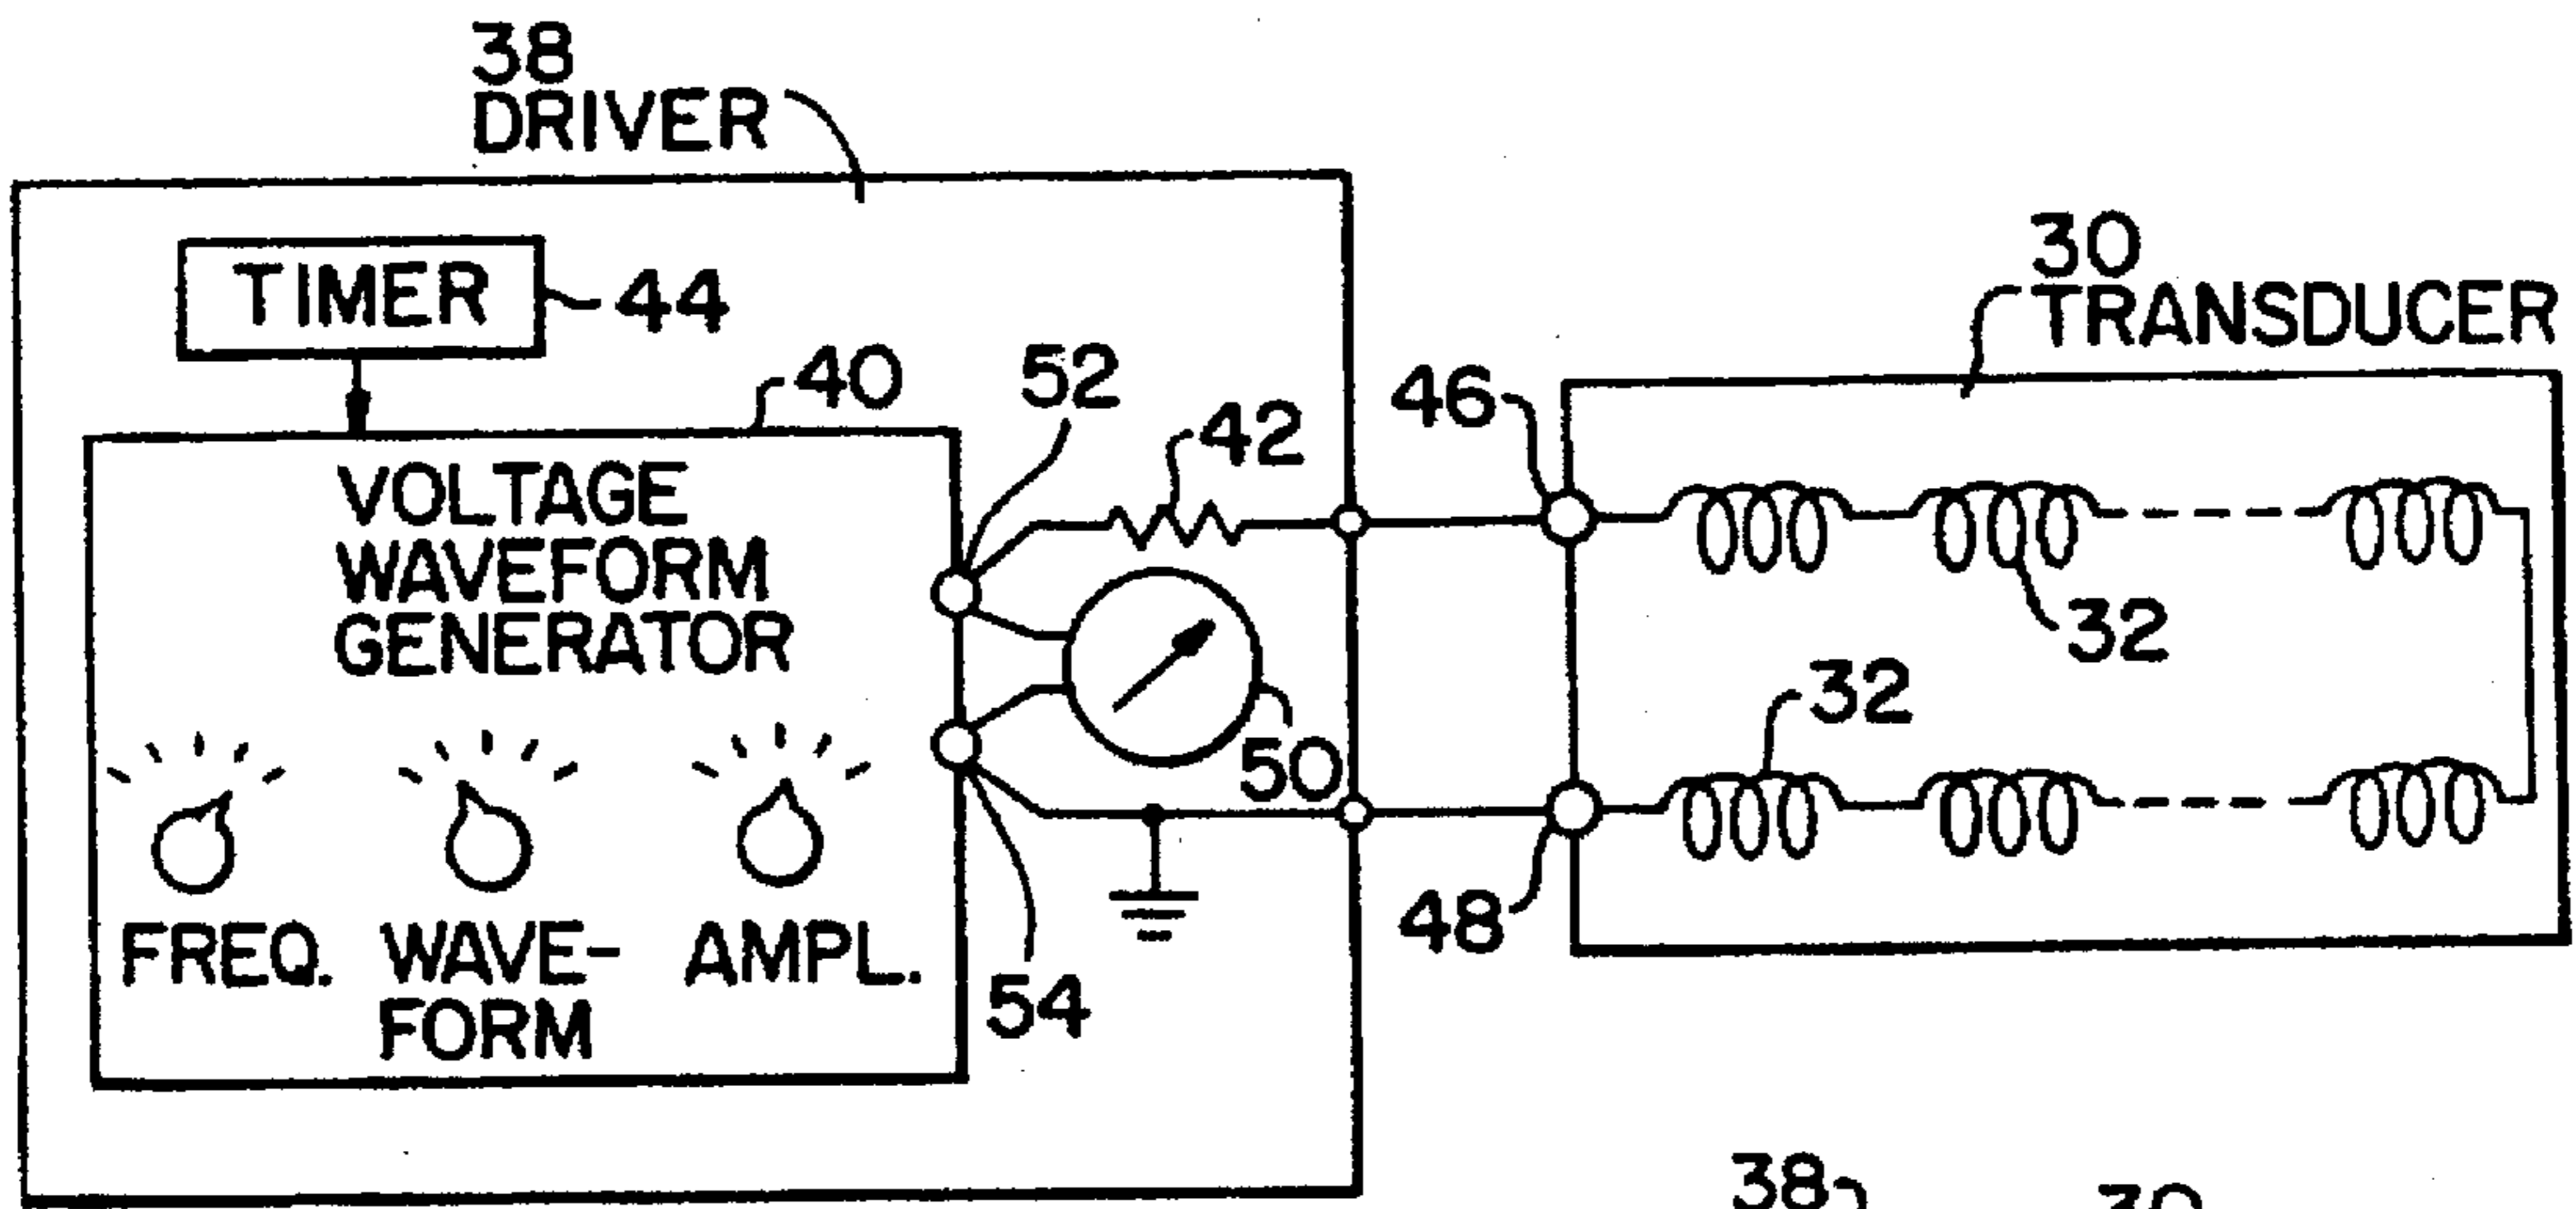 38
DRIVER
TIMER
44
40
52
42
46
30
TRANSDUCER
VOLTAGE
WAVEFORM
GENERATOR
32
32
50
FREQ.
WAVE-
FORM
AMPL.
54
48
38
30